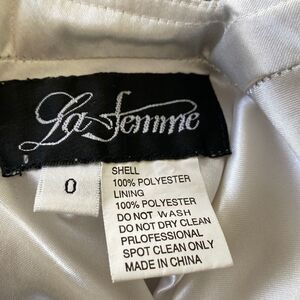 La Femme
0
SHELL
100% POLYESTER
LINING
100% POLYESTER
DO NOT WASH
DO NOT DRY CLEAN
PRLOFESSIONAL
SPOT CLEAN ONLY
MADE IN CHINA